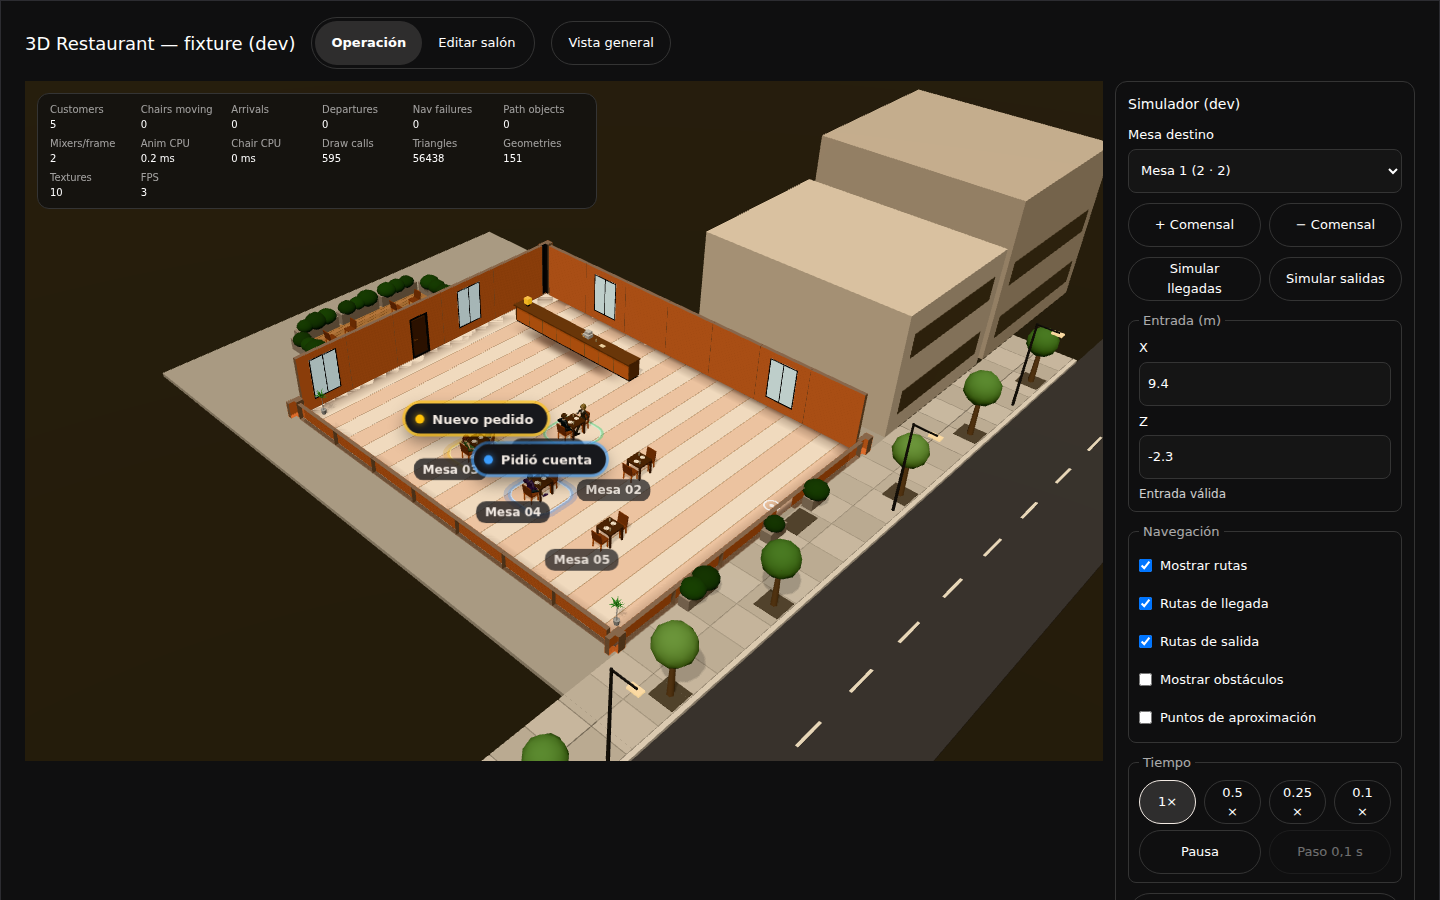 3D Restaurant — fixture (dev)
Operación
Editar salón
Vista general
Customers
5
Chairs moving
0
Arrivals
0
Departures
0
Nav failures
0
Path objects
0
Mixers/frame
2
Anim CPU
0.2 ms
Chair CPU
0 ms
Draw calls
595
Triangles
56438
Geometries
151
Textures
10
FPS
3
Nuevo pedido
Pidió cuenta
Mesa 03
Mesa 02
Mesa 04
Mesa 05
Simulador (dev)
Mesa destino
Mesa 1 (2 · 2)
+ Comensal
− Comensal
Simular
llegadas
Simular salidas
Entrada (m)
X
9.4
Z
-2.3
Entrada válida
Navegación
Mostrar rutas
Rutas de llegada
Rutas de salida
Mostrar obstáculos
Puntos de aproximación
Tiempo
1×
0.5
×
0.25
×
0.1
×
Pausa
Paso 0,1 s